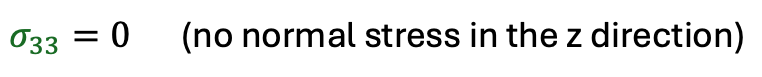 σ₃₃ = 0 (no normal stress in the z direction)